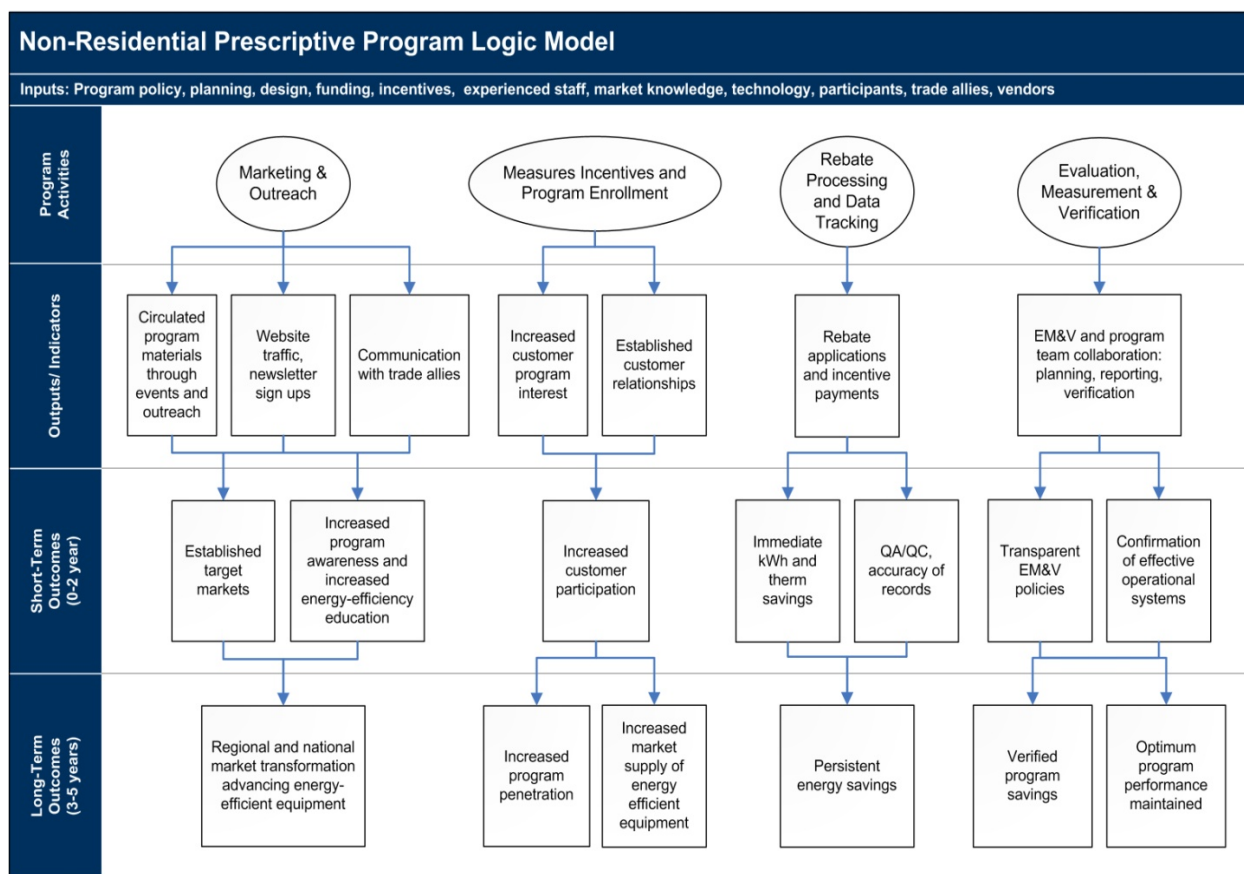 Non-Residential Prescriptive Program Logic Model
Inputs: Program policy, planning, design, funding, incentives, experienced staff, market knowledge, technology, participants, trade allies, vendors
Program
Activities
Marketing &
Outreach
Measures Incentives and
Program Enrollment
Rebate
Processing
and Data
Tracking
Evaluation,
Measurement &
Verification
Outputs/ Indicators
Circulated
program
materials
through
events and
outreach
Website
traffic,
newsletter
sign ups
Communication
with trade allies
Increased
customer
program
interest
Established
customer
relationships
Rebate
applications
and incentive
payments
EM&V and program
team collaboration:
planning, reporting,
verification
Short-Term
Outcomes
(0-2 year)
Established
target
markets
Increased
program
awareness and
increased
energy-efficiency
education
Increased
customer
participation
Immediate
kWh and
therm
savings
QA/QC,
accuracy of
records
Transparent
EM&V
policies
Confirmation
of effective
operational
systems
Long-Term
Outcomes
(3-5 years)
Regional and national
market transformation
advancing energy-
efficient equipment
Increased
program
penetration
Increased
market
supply of
energy
efficient
equipment
Persistent
energy savings
Verified
program
savings
Optimum
program
performance
maintained